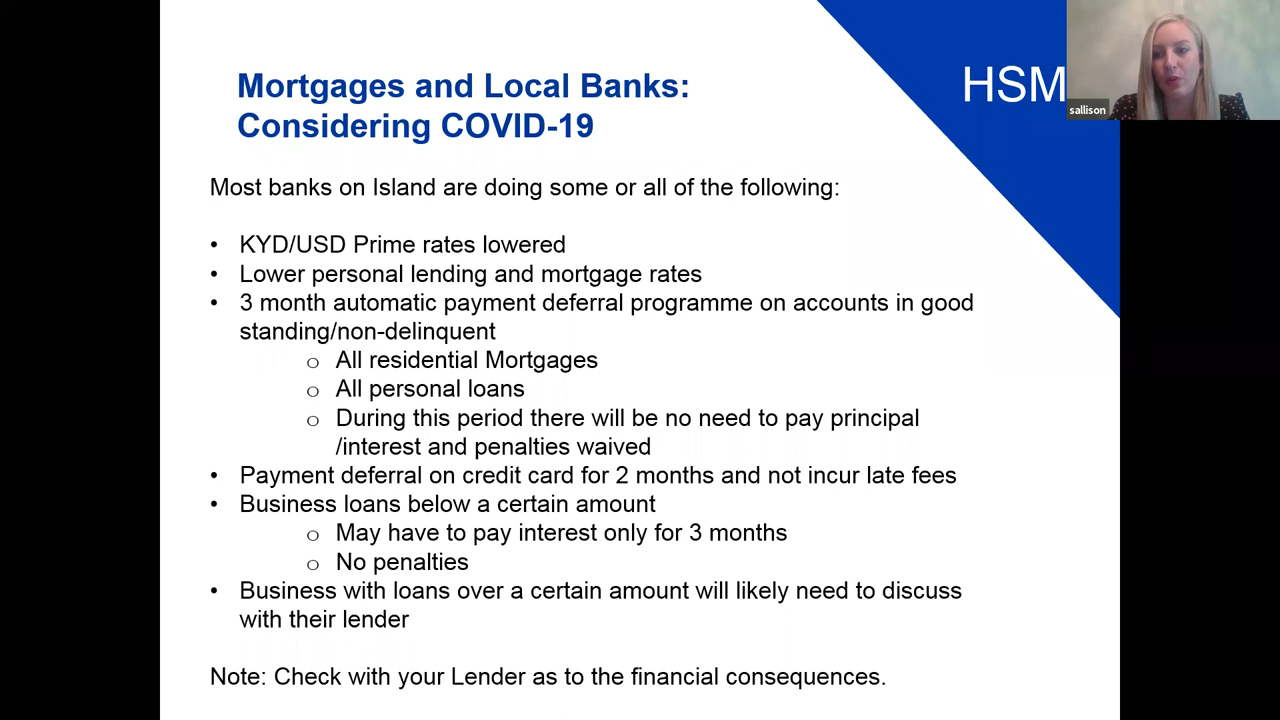 HSM
sallison
Mortgages and Local Banks:
Considering COVID-19
Most banks on Island are doing some or all of the following:
• KYD/USD Prime rates lowered
• Lower personal lending and mortgage rates
• 3 month automatic payment deferral programme on accounts in good
standing/non-delinquent
o All residential Mortgages
o All personal loans
o During this period there will be no need to pay principal
/interest and penalties waived
• Payment deferral on credit card for 2 months and not incur late fees
• Business loans below a certain amount
o May have to pay interest only for 3 months
o No penalties
• Business with loans over a certain amount will likely need to discuss
with their lender
Note: Check with your Lender as to the financial consequences.